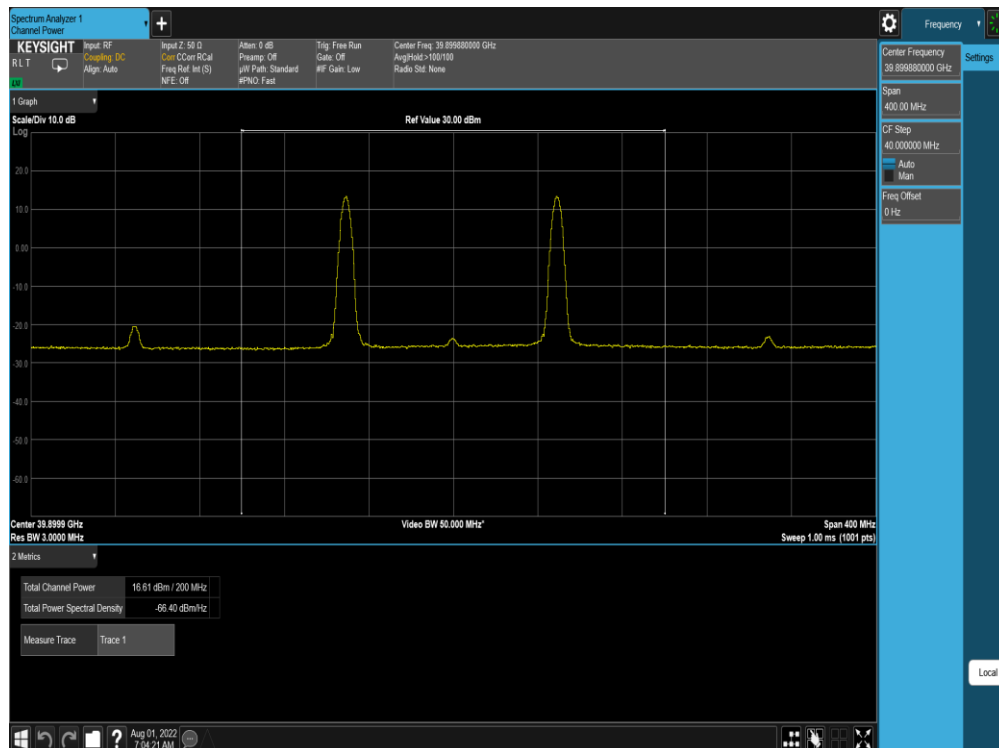 Spectrum Analyzer 1
Channel Power
+
Frequency
KEYSIGHT
RLT
LXI
Input: RF
Coupling: DC
Align: Auto
Input Z: 50 Ω
Corr CCorr RCal
Freq Ref: Int (S)
NFE: Off
Atten: 0 dB
Preamp: Off
µW Path: Standard
#PNO: Fast
Trig: Free Run
Gate: Off
#IF Gain: Low
Center Freq: 39.899880000 GHz
Avg|Hold:>100/100
Radio Std: None
Center Frequency
39.899880000 GHz
Settings
Span
400.00 MHz
CF Step
40.000000 MHz
Auto
Man
Freq Offset
0 Hz
1 Graph
Scale/Div 10.0 dB
Ref Value 30.00 dBm
Log
20.0
10.0
0.00
-10.0
-20.0
-30.0
-40.0
-50.0
-60.0
Center 39.8999 GHz
Video BW 50.000 MHz*
Span 400 MHz
Res BW 3.0000 MHz
Sweep 1.00 ms (1001 pts)
2 Metrics
Total Channel Power 16.61 dBm / 200 MHz
Total Power Spectral Density -66.40 dBm/Hz
Measure Trace Trace 1
Local
?
Aug 01, 2022
7:04:21 AM